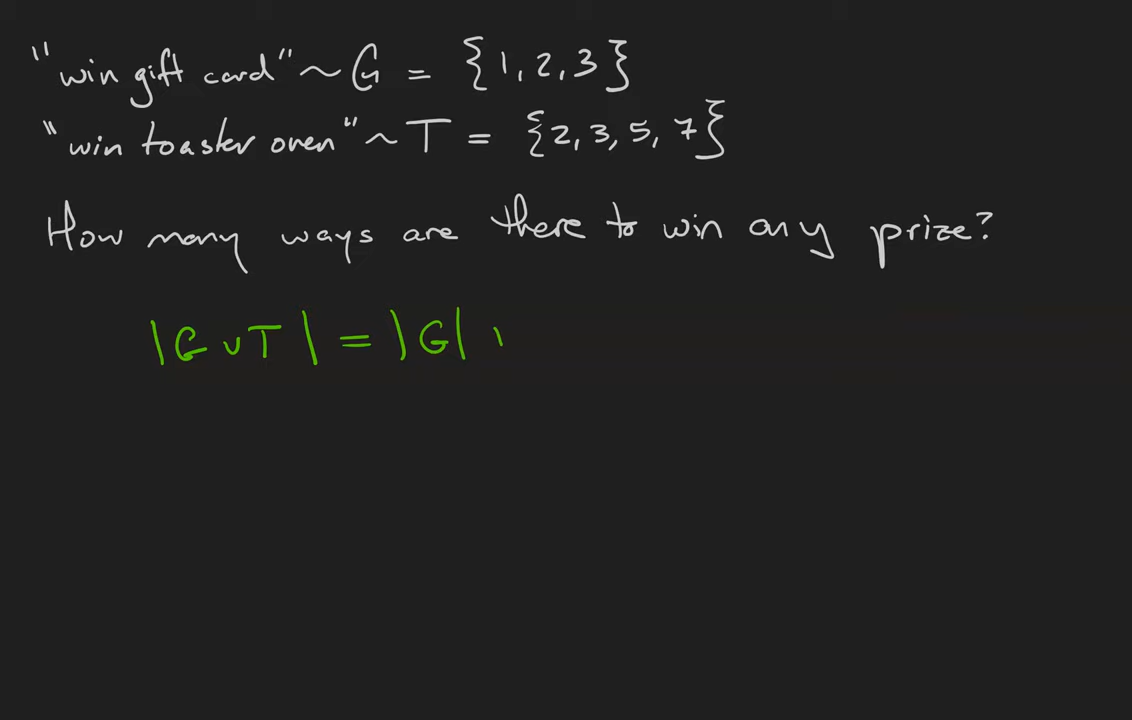 "win gift card" ~ G = {1, 2, 3}
"win toaster oven" ~ T = {2, 3, 5, 7}
How many ways are there to win any prize?
|G ∪ T| = |G|